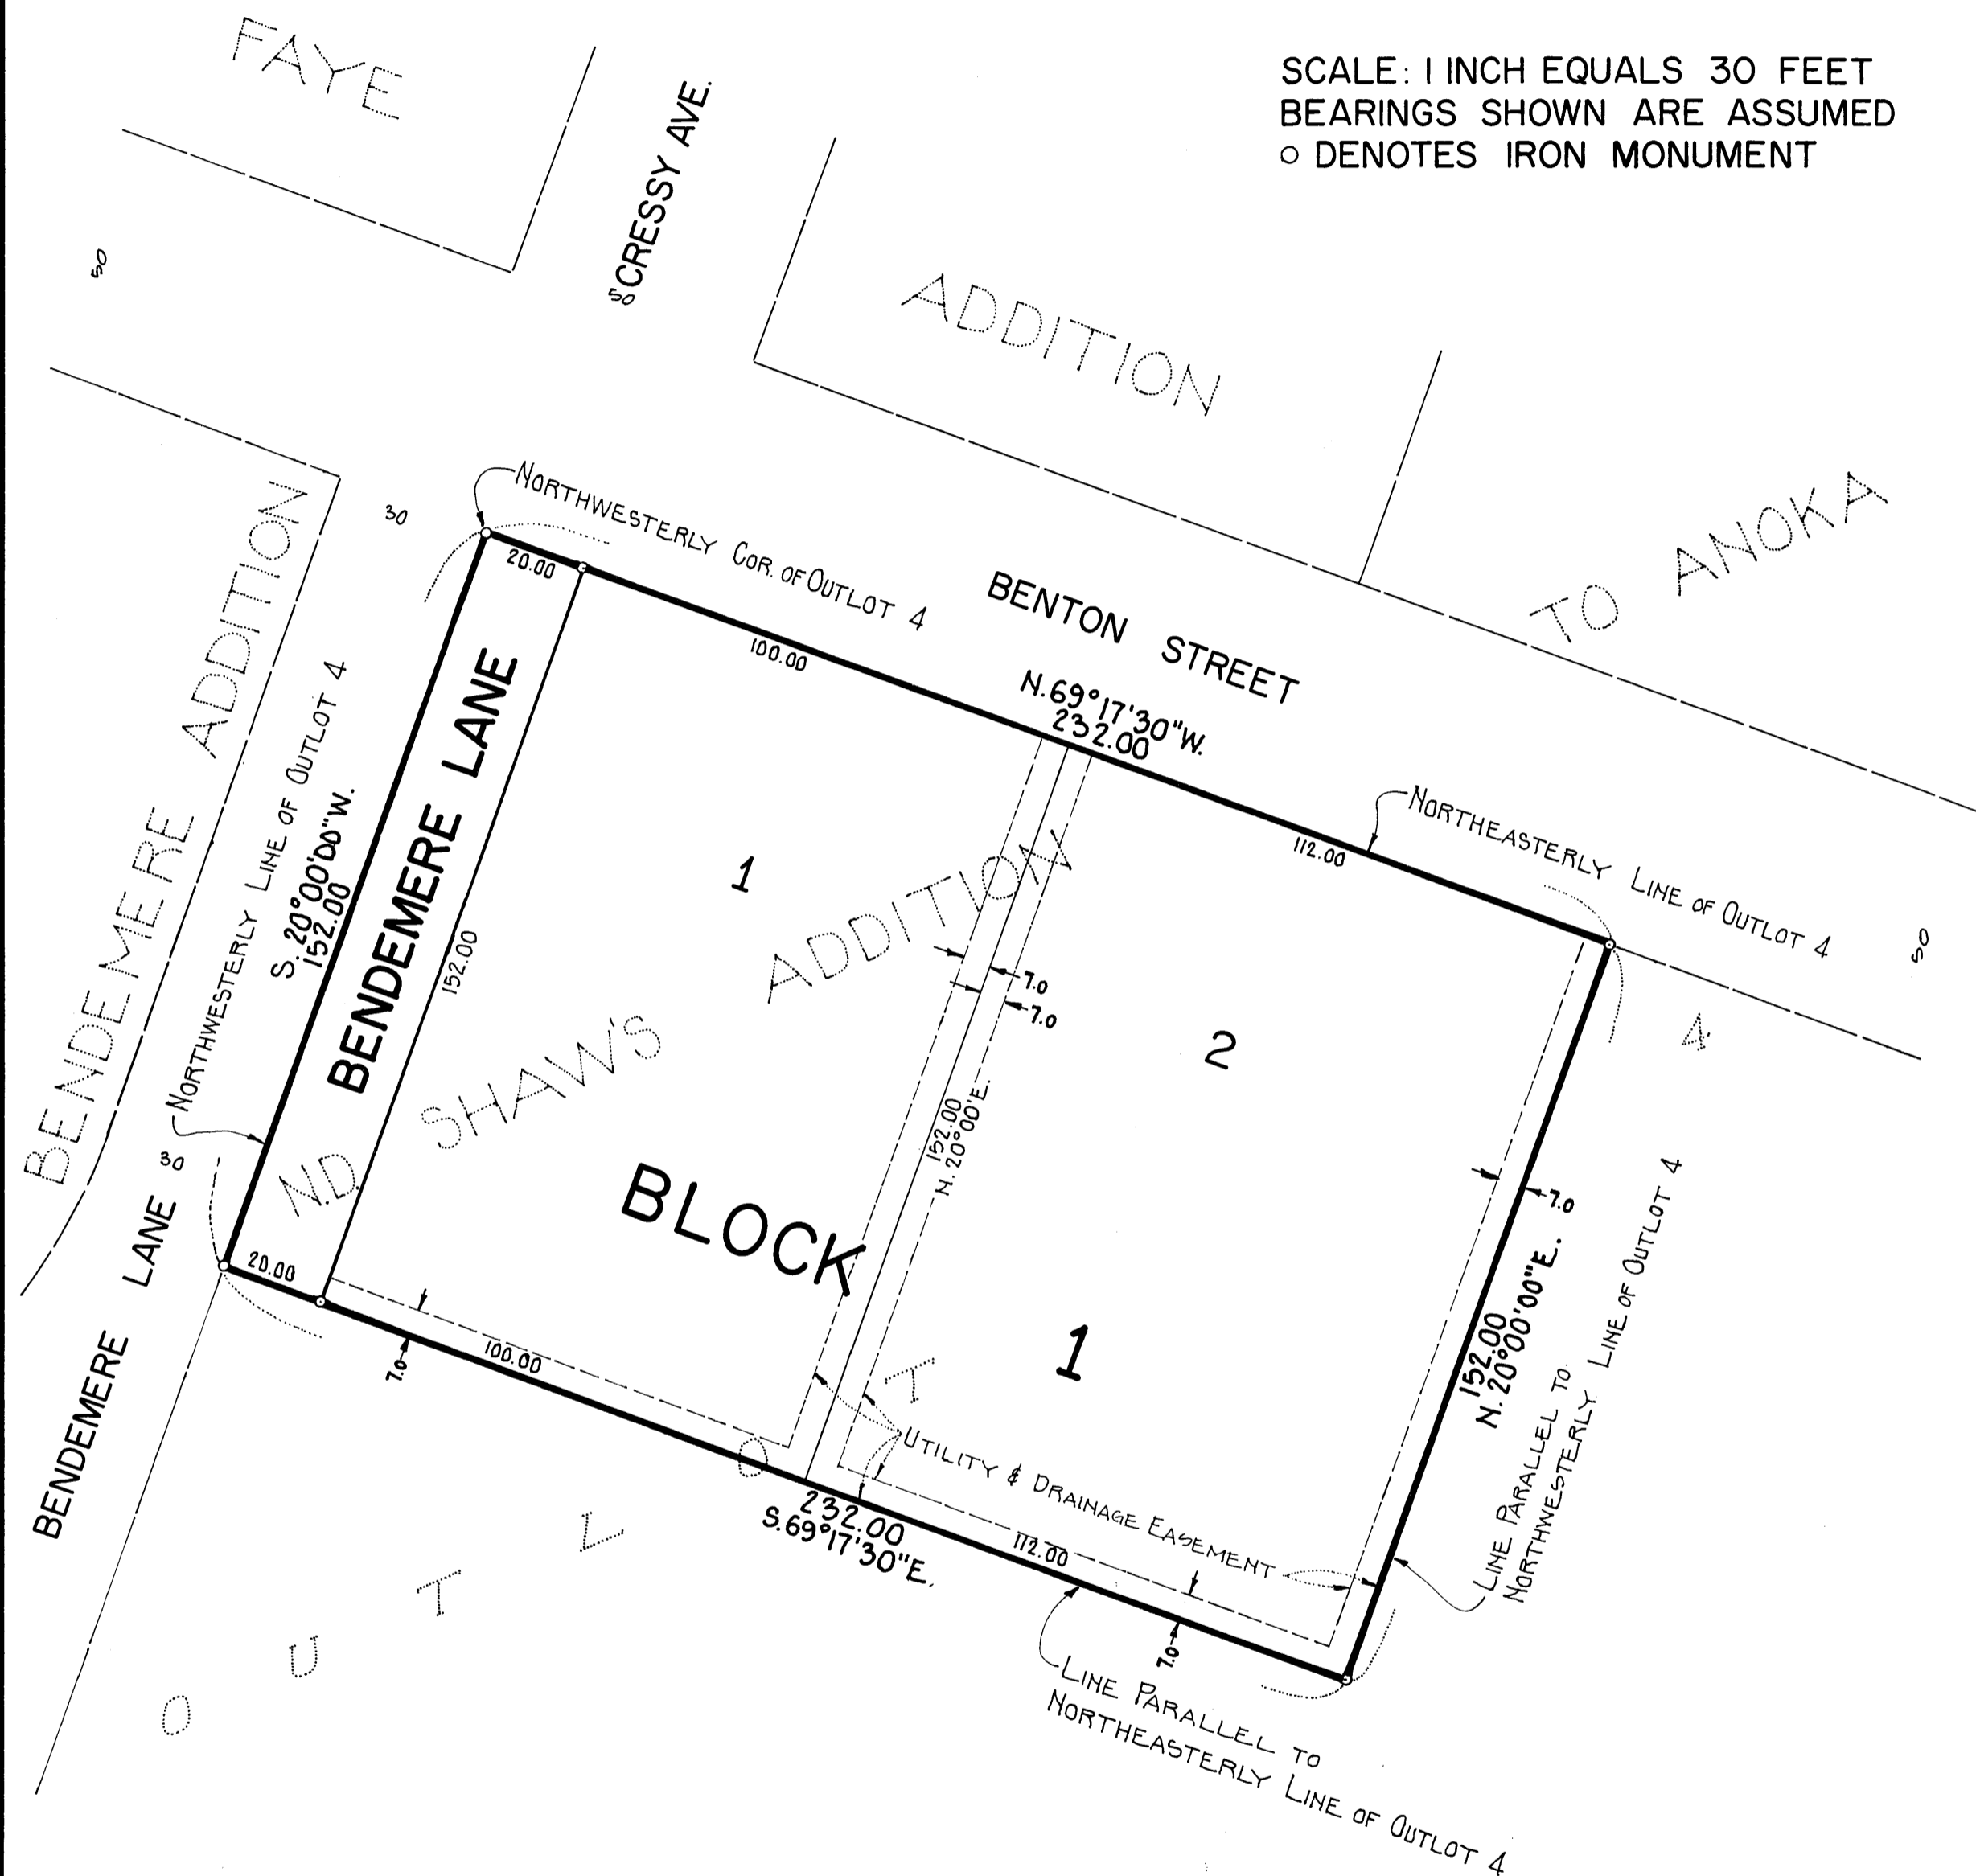 SCALE: 1 INCH EQUALS 30 FEET
BEARINGS SHOWN ARE ASSUMED
o DENOTES IRON MONUMENT
FAYE
CRESSY AVE.
50
50
ADDITION
TO ANOKA
30
NORTHWESTERLY COR. OF OUTLOT 4
20.00
100.00
BENTON STREET
N.69°17'30"W.
232.00
112.00
NORTHEASTERLY LINE OF OUTLOT 4
50
4
BENDEMERE ADDITION
NORTHWESTERLY LINE OF OUTLOT 4
S. 20°00'00"W.
152.00
BENDEMERE LANE
152.00
1
N.D. SHAW'S ADDITION
7.0
7.0
2
152.00
N. 20°00'00'E.
7.0
BLOCK 1
30
BENDEMERE LANE
20.00
7.0
100.00
152.00
N. 20°00'00"E.
LINE PARALLEL TO
NORTHWESTERLY LINE OF OUTLOT 4
UTILITY & DRAINAGE EASEMENT
232.00
S.69°17'30"E.
112.00
7.0
LINE PARALLEL TO
NORTHEASTERLY LINE OF OUTLOT 4
OUTLOT